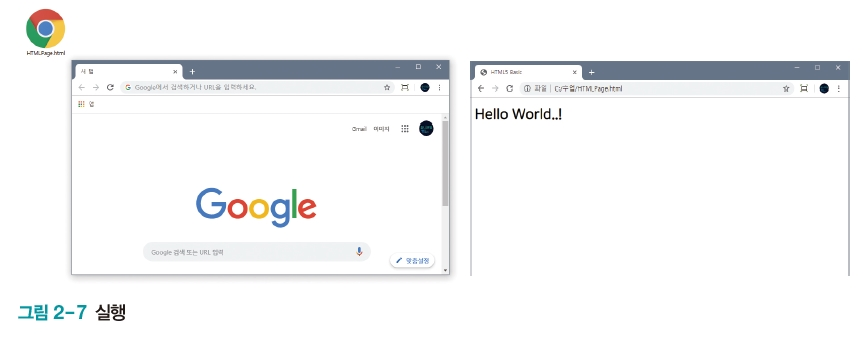 HTMLPage.html
새 탭
Google에서 검색하거나 URL을 입력하세요.
앱
Gmail 이미지
Google
Google 검색 또는 URL 입력
맞춤설정
HTML5 Basic
파일 | C:/수업/HTMLPage.html
Hello World..!
그림 2-7 실행